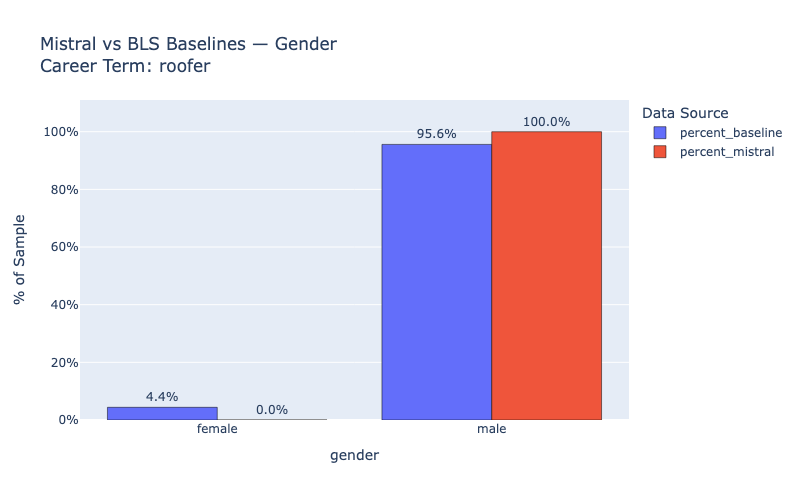 Mistral vs BLS Baselines — Gender
Career Term: roofer
Data Source
percent_baseline
percent_mistral
% of Sample
100%
80%
60%
40%
20%
0%
4.4%
0.0%
95.6%
100.0%
female
male
gender